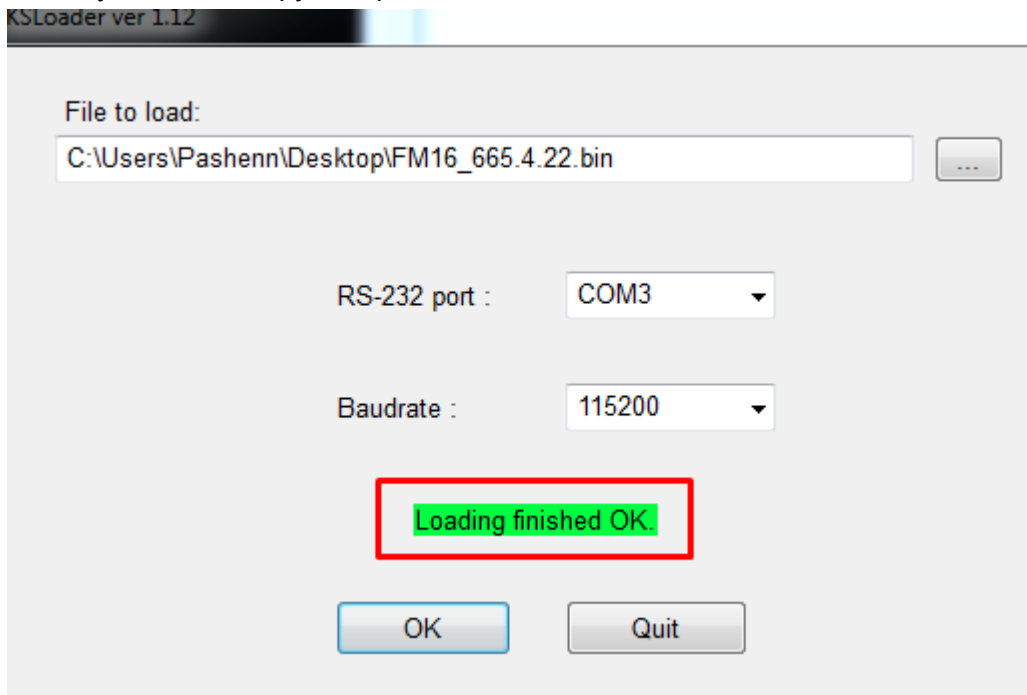 KSLoader ver 1.12
File to load:
C:\Users\Pashenn\Desktop\FM16_665.4.22.bin
...
RS-232 port :
COM3
Baudrate :
115200
Loading finished OK.
OK
Quit